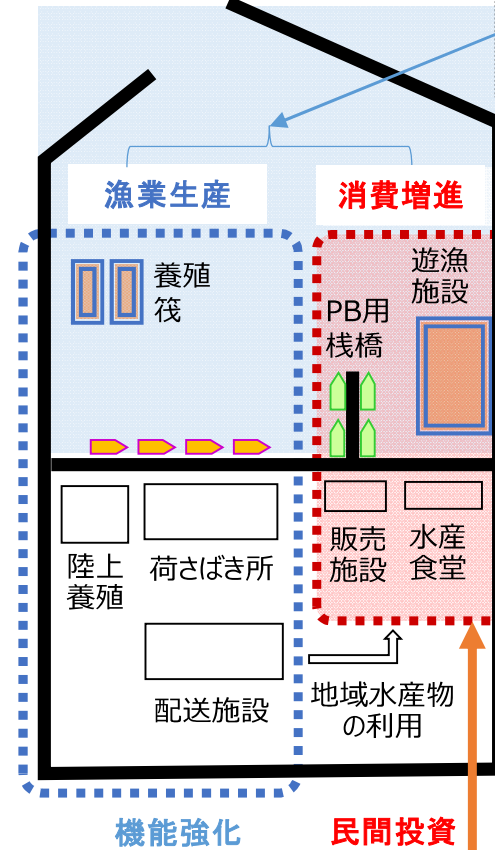 漁業生産
消費増進
養殖
筏
遊漁
施設
PB用
桟橋
陸上
養殖
荷さばき所
販売
施設
水産
食堂
配送施設
地域水産物
の利用
機能強化
民間投資